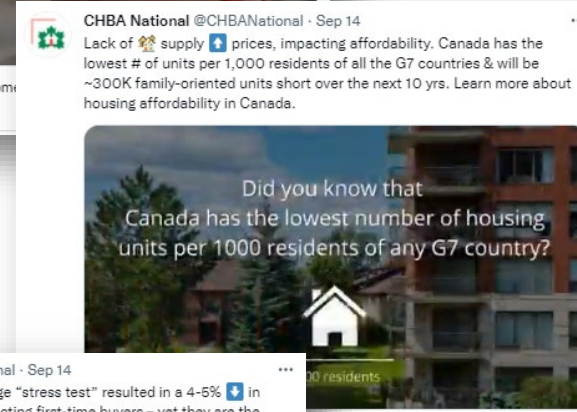 CHBA National @CHBANational · Sep 14
Lack of 🏘️ supply ⬆️ prices, impacting affordability. Canada has the
lowest # of units per 1,000 residents of all the G7 countries & will be
~300K family-oriented units short over the next 10 yrs. Learn more about
housing affordability in Canada.
Did you know that
Canada has the lowest number of housing
units per 1000 residents of any G7 country?
residents
· Sep 14
"stress test" resulted in a 4-5% ⬇️ in
first-time buyers – yet they are the